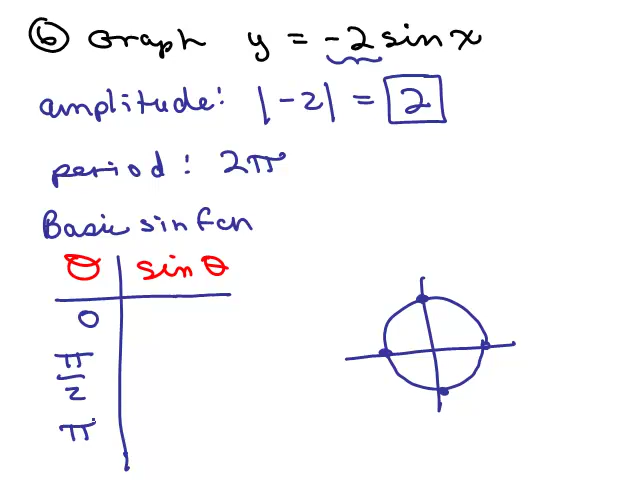 ⑥ Graph y = -2 sin x
amplitude: |-2| = 2
period: 2π
Basic sin fcn
θ sin θ
0
π/2
π